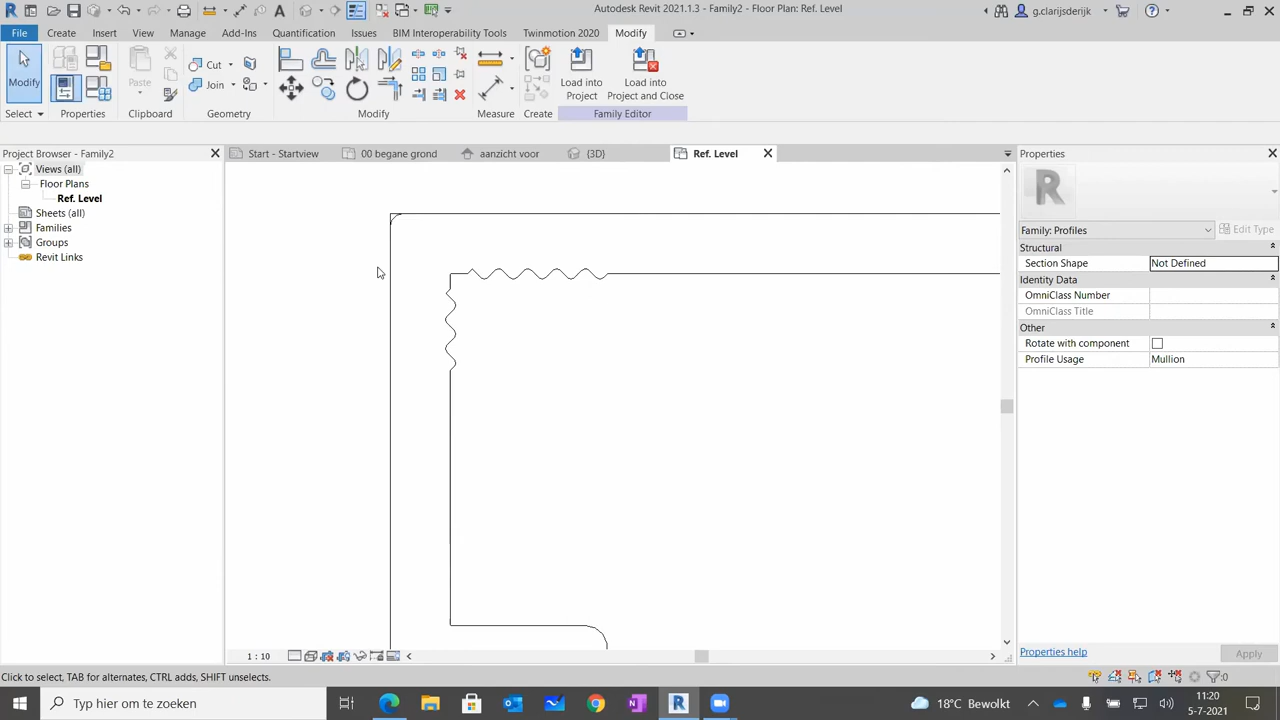 Autodesk Revit 2021.1.3 - Family2 - Floor Plan: Ref. Level
g.clarijsderijk
File Create Insert View Manage Add-Ins Quantification Issues BIM Interoperability Tools Twinmotion 2020 Modify
Modify
Paste
Cut
Join
Load into
Project
Load into
Project and Close
Select Properties Clipboard Geometry Modify Measure Create Family Editor
Project Browser - Family2
Views (all)
Floor Plans
Ref. Level
Sheets (all)
Families
Groups
Revit Links
Start - Startview 00 begane grond aanzicht voor {3D} Ref. Level
Properties
R
Family: Profiles Edit Type
Structural
Section Shape Not Defined
Identity Data
OmniClass Number
OmniClass Title
Other
Rotate with component
Profile Usage Mullion
Properties help Apply
1 : 10
Click to select, TAB for alternates, CTRL adds, SHIFT unselects.
:0
Typ hier om te zoeken
18°C Bewolkt
11:20
5-7-2021